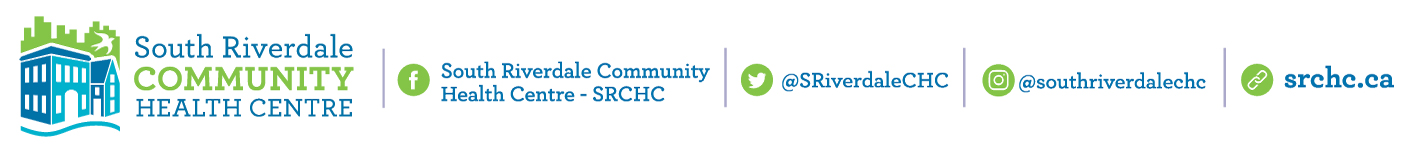 South Riverdale
COMMUNITY
HEALTH CENTRE
South Riverdale Community
Health Centre - SRCHC
@SRiverdaleCHC
@southriverdalechc
srchc.ca